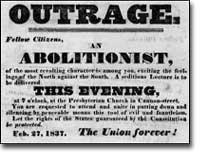 OUTRAGE,
Fellow Citizens,
AN
ABOLITIONIST,
of the most revolting character is among you, exciting the feel-
ings of the North against the South. A seditious Lecture is to
be delivered
THIS EVENING,
at 7 o'clock, at the Presbyterian Church in Cannon-street.
You are requested to attend and unite in putting down and
silencing by peaceable means this tool of evil and fanaticism.
Let the rights of the States guaranteed by the Constitution
be protected.
Feb. 27, 1837. The Union forever!